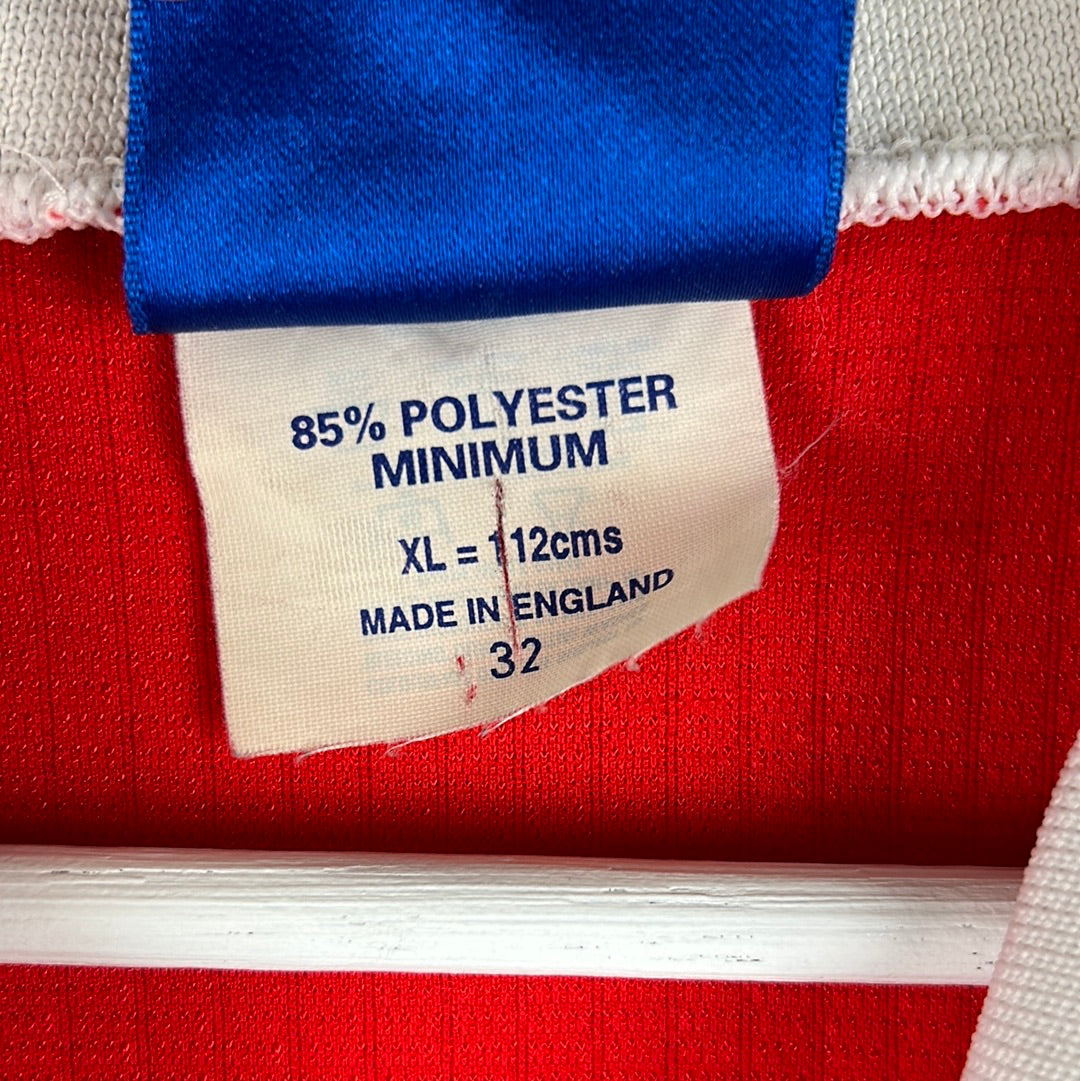 85% POLYESTER
MINIMUM
XL = 112cms
MADE IN ENGLAND
32